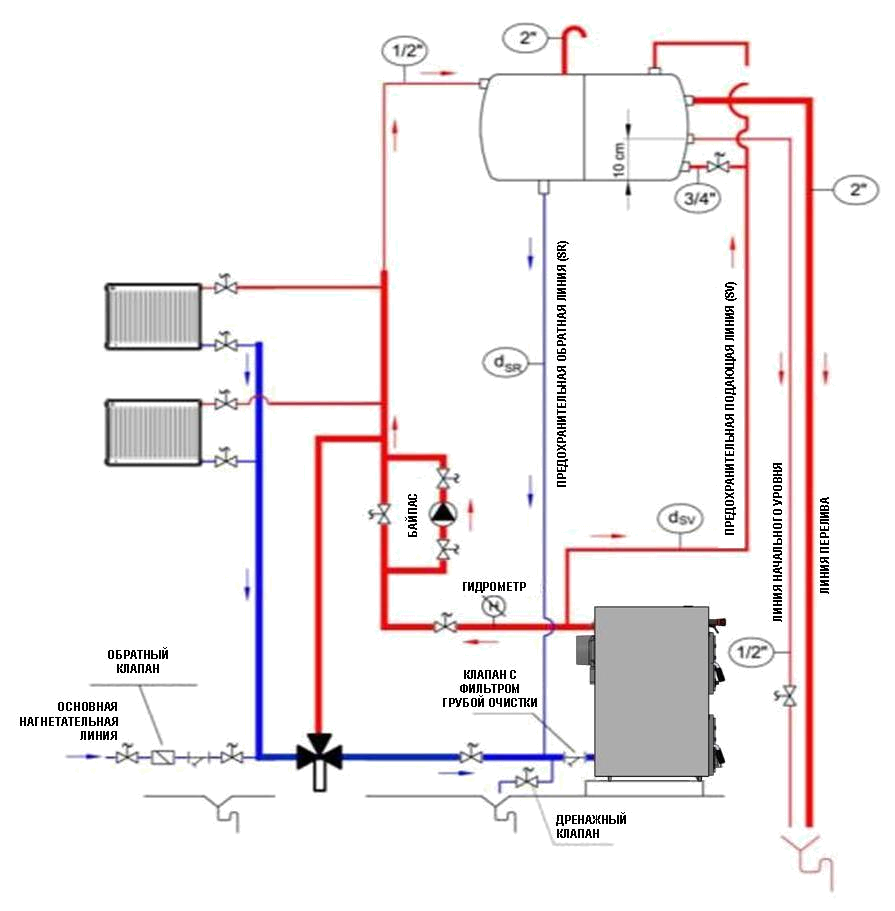 2"
1/2"
10 cm
3/4"
2"
ПРЕДОХРАНИТЕЛЬНАЯ ОБРАТНАЯ ЛИНИЯ (SR)
ПРЕДОХРАНИТЕЛЬНАЯ ПОДАЮЩАЯ ЛИНИЯ (SV)
dSR
БАЙПАС
dSV
ЛИНИЯ НАЧАЛЬНОГО УРОВНЯ
ЛИНИЯ ПЕРЕЛИВА
ГИДРОМЕТР
H
1/2"
ОБРАТНЫЙ
КЛАПАН
ОСНОВНАЯ
НАГНЕТАТЕЛЬНАЯ
ЛИНИЯ
КЛАПАН С
ФИЛЬТРОМ
ГРУБОЙ ОЧИСТКИ
ДРЕНАЖНЫЙ
КЛАПАН